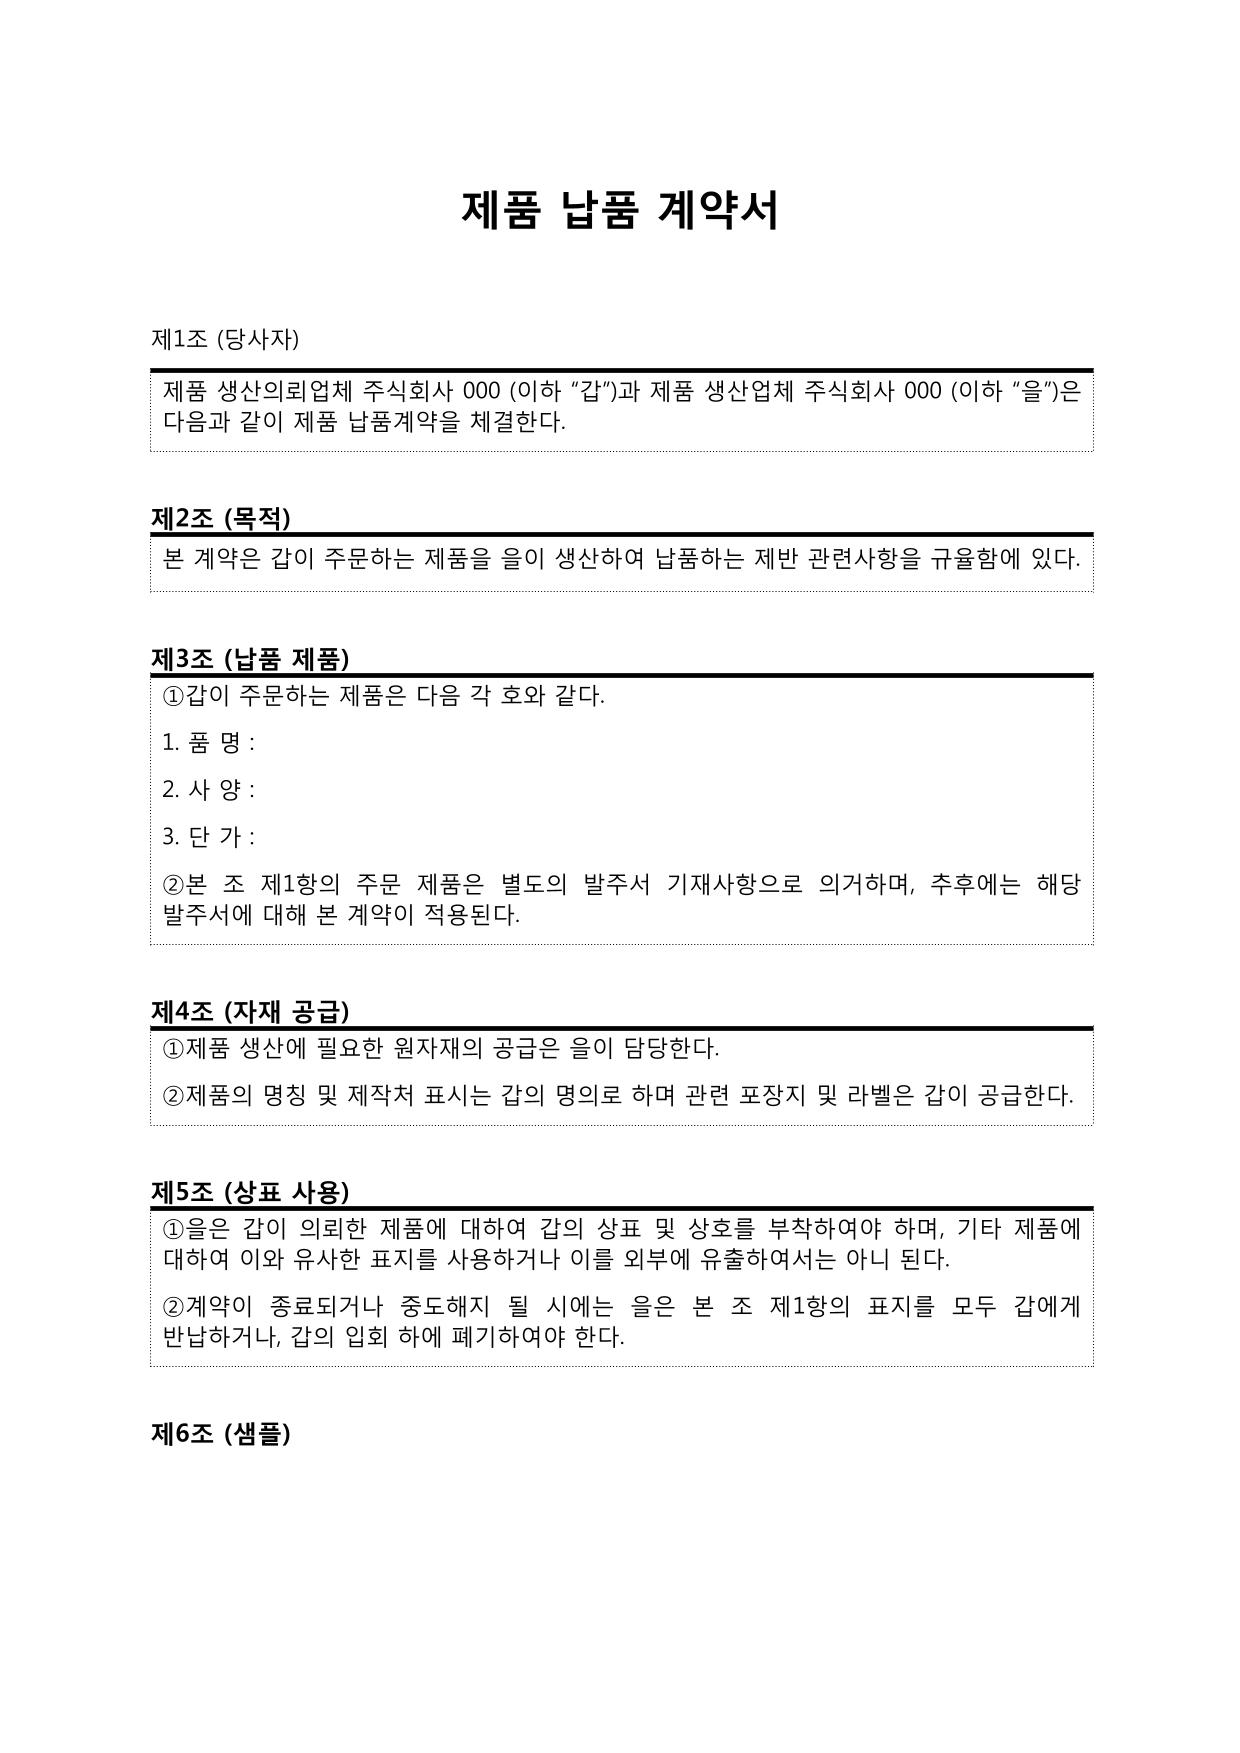 제품 납품 계약서
제1조 (당사자)
제품 생산의뢰업체 주식회사 000 (이하 “갑”)과 제품 생산업체 주식회사 000 (이하 “을”)은
다음과 같이 제품 납품계약을 체결한다.
제2조 (목적)
본 계약은 갑이 주문하는 제품을 을이 생산하여 납품하는 제반 관련사항을 규율함에 있다.
제3조 (납품 제품)
①갑이 주문하는 제품은 다음 각 호와 같다.
1. 품 명 :
2. 사 양 :
3. 단 가 :
②본 조 제1항의 주문 제품은 별도의 발주서 기재사항으로 의거하며, 추후에는 해당
발주서에 대해 본 계약이 적용된다.
제4조 (자재 공급)
①제품 생산에 필요한 원자재의 공급은 을이 담당한다.
②제품의 명칭 및 제작처 표시는 갑의 명의로 하며 관련 포장지 및 라벨은 갑이 공급한다.
제5조 (상표 사용)
①을은 갑이 의뢰한 제품에 대하여 갑의 상표 및 상호를 부착하여야 하며, 기타 제품에
대하여 이와 유사한 표지를 사용하거나 이를 외부에 유출하여서는 아니 된다.
②계약이 종료되거나 중도해지 될 시에는 을은 본 조 제1항의 표지를 모두 갑에게
반납하거나, 갑의 입회 하에 폐기하여야 한다.
제6조 (샘플)